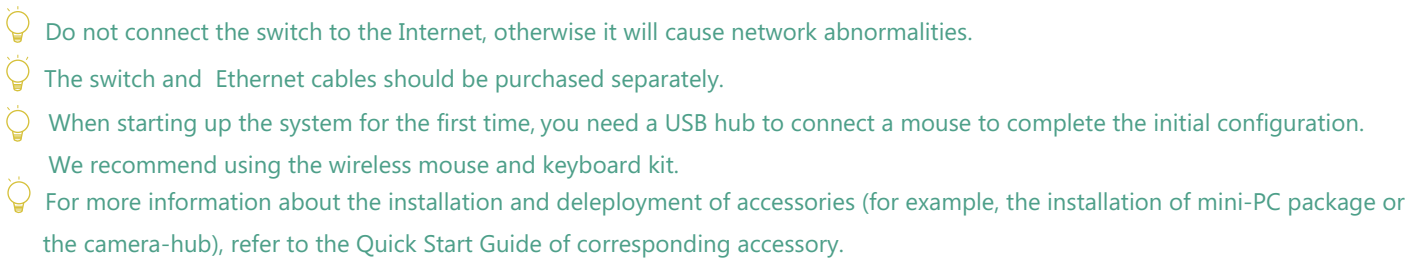 Do not connect the switch to the Internet, otherwise it will cause network abnormalities.
The switch and Ethernet cables should be purchased separately.
When starting up the system for the first time, you need a USB hub to connect a mouse to complete the initial configuration.
We recommend using the wireless mouse and keyboard kit.
For more information about the installation and deleployment of accessories (for example, the installation of mini-PC package or
the camera-hub), refer to the Quick Start Guide of corresponding accessory.